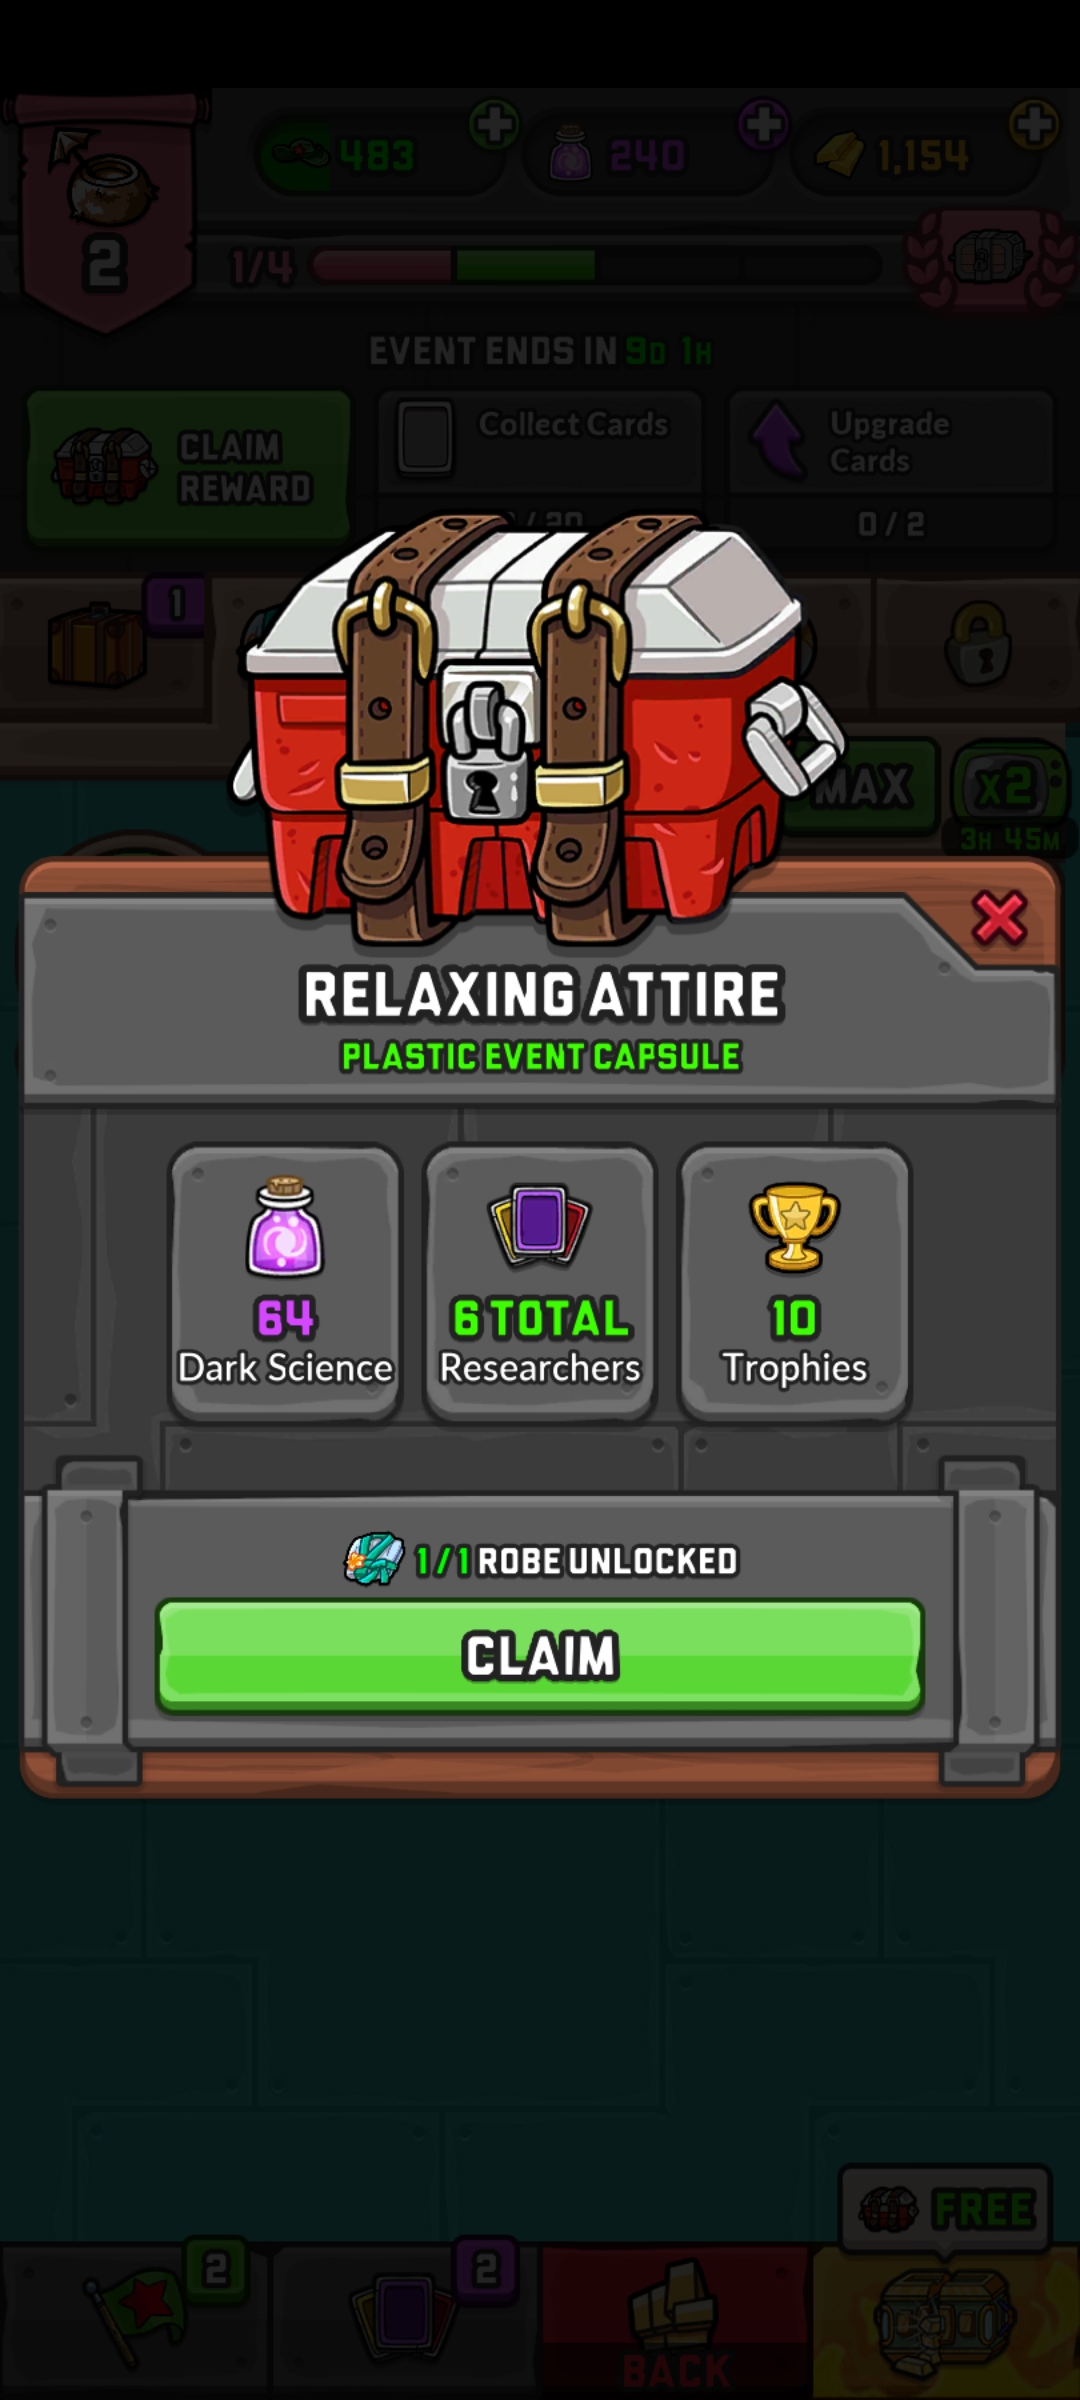 483
240
1,154
2
1/4
EVENT ENDS IN 9D 1H
CLAIM
REWARD
Collect Cards
Upgrade
Cards
0 / 2
1
MAX
x2
3H 45M
RELAXING ATTIRE
PLASTIC EVENT CAPSULE
64
Dark Science
6 TOTAL
Researchers
10
Trophies
1/1 ROBE UNLOCKED
CLAIM
FREE
2
2
BACK